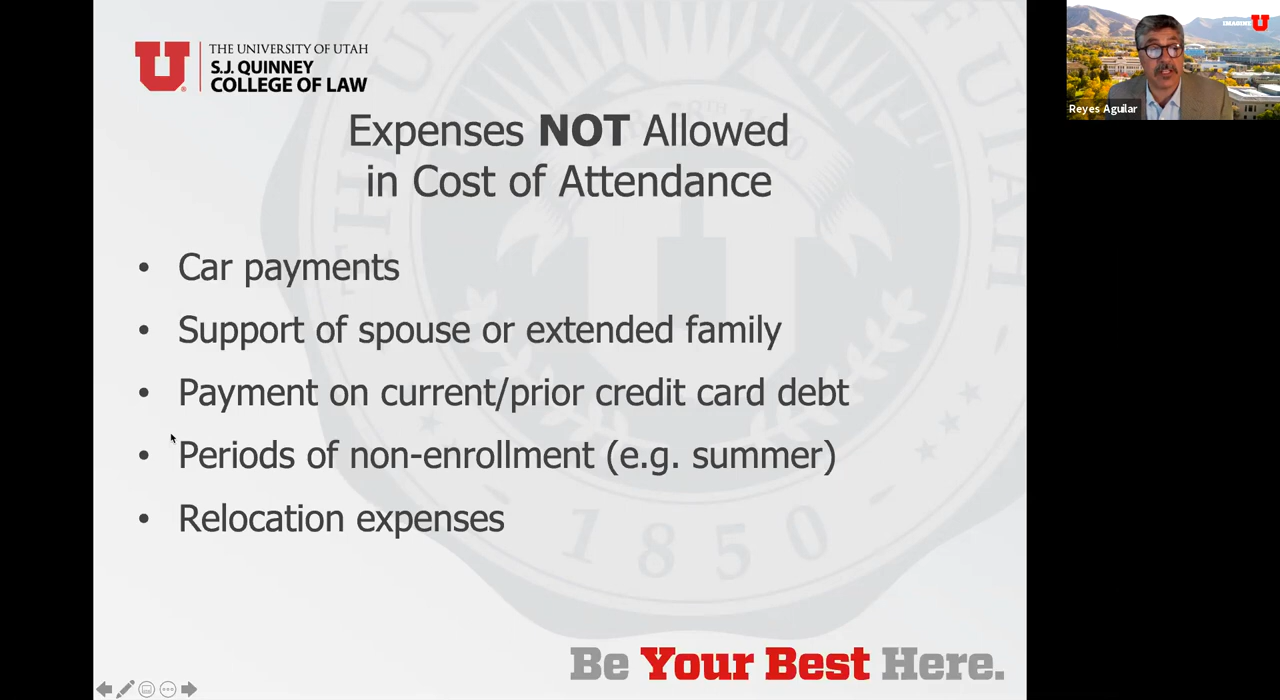 THE UNIVERSITY OF UTAH
S.J. QUINNEY
COLLEGE OF LAW
Expenses NOT Allowed
in Cost of Attendance
• Car payments
• Support of spouse or extended family
• Payment on current/prior credit card debt
• Periods of non-enrollment (e.g. summer)
• Relocation expenses
1850
Be Your Best Here.
IMAGINE U
Reyes Aguilar